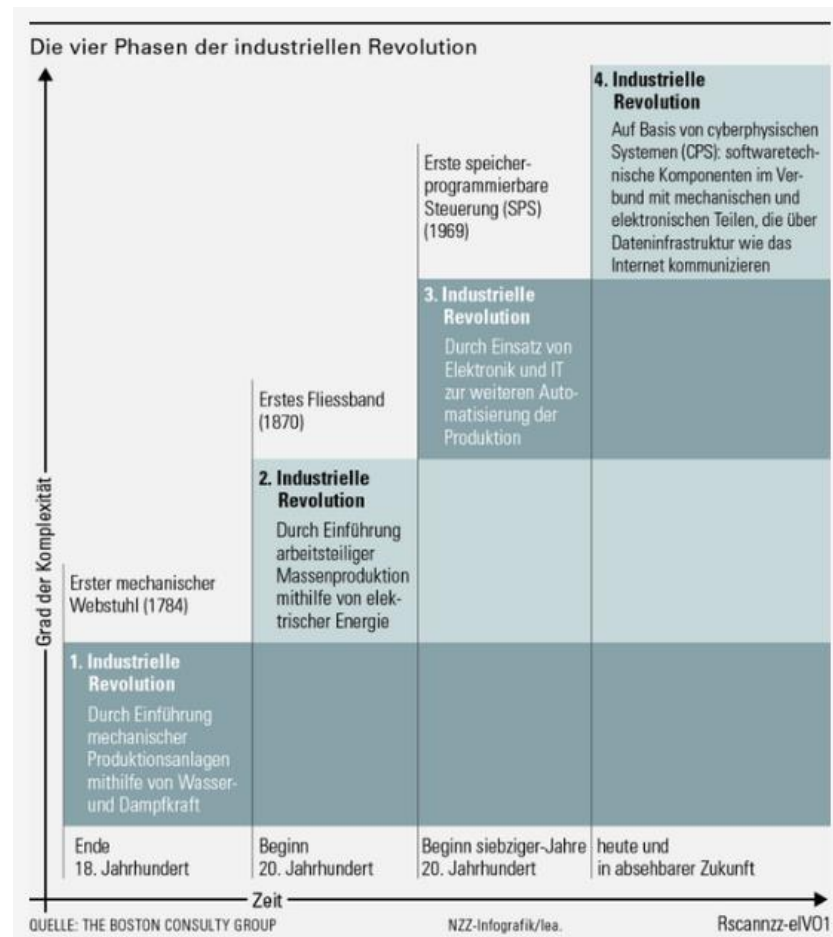 Die vier Phasen der industriellen Revolution
4. Industrielle
Revolution
Auf Basis von cyberphysischen
Systemen (CPS): softwaretech-
nische Komponenten im Ver-
bund mit mechanischen und
elektronischen Teilen, die über
Dateninfrastruktur wie das
Internet kommunizieren
Erste speicher-
programmierbare
Steuerung (SPS)
(1969)
3. Industrielle
Revolution
Durch Einsatz von
Elektronik und IT
zur weiteren Auto-
matisierung der
Produktion
Erstes Fliessband
(1870)
2. Industrielle
Revolution
Durch Einführung
arbeitsteiliger
Massenproduktion
mithilfe von elek-
trischer Energie
Erster mechanischer
Webstuhl (1784)
1. Industrielle
Revolution
Durch Einführung
mechanischer
Produktionsanlagen
mithilfe von Wasser-
und Dampfkraft
Grad der Komplexität
Ende
18. Jahrhundert
Beginn
20. Jahrhundert
Beginn siebziger-Jahre
20. Jahrhundert
heute und
in absehbarer Zukunft
Zeit
QUELLE: THE BOSTON CONSULTY GROUP
NZZ-Infografik/lea.
Rscannzz-elVO1